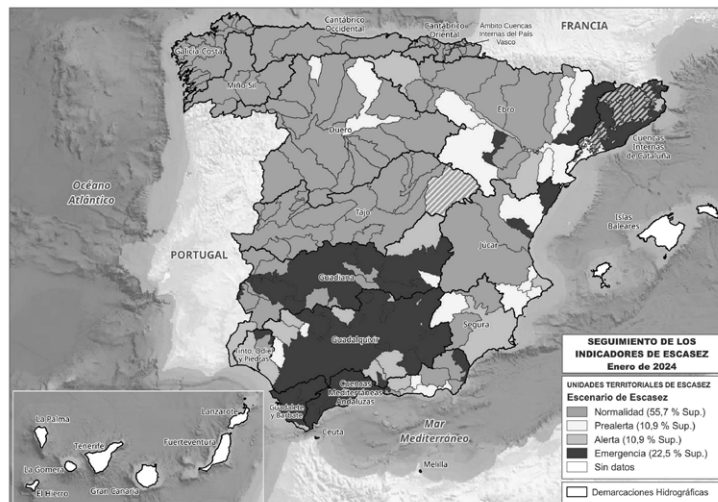 Cantábrico
Occidental
Cantábrico
Oriental
Ámbito Cuencas
Internas del País
Vasco
FRANCIA
Galicia Costa
Miño-Sil
Ebro
Duero
Cuencas
Internas
de Cataluña
Océano
Atlántico
Tajo
Islas
Baleares
PORTUGAL
Júcar
Guadiana
Segura
Guadalquivir
Tinto, Odiel
y Piedras
Cuencas
Mediterráneas
Andaluzas
Guadalete
y Barbate
Mar
Mediterráneo
Ceuta
Melilla
La Palma
Lanzarote
Tenerife
Fuerteventura
La Gomera
El Hierro
Gran Canaria
SEGUIMIENTO DE LOS
INDICADORES DE ESCASEZ
Enero de 2024
UNIDADES TERRITORIALES DE ESCASEZ
Escenario de Escasez
Normalidad (55,7 % Sup.)
Prealerta (10,9 % Sup.)
Alerta (10,9 % Sup.)
Emergencia (22,5 % Sup.)
Sin datos
Demarcaciones Hidrográficas